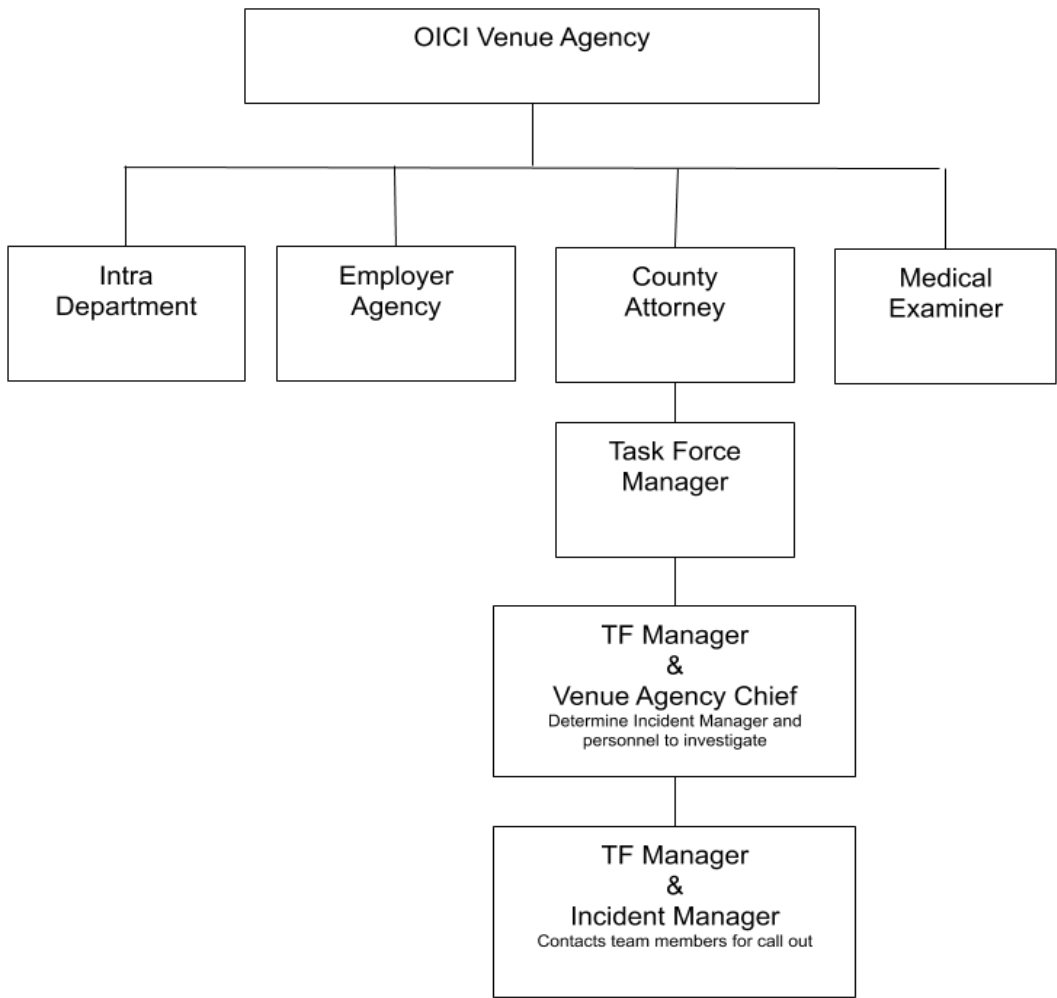 OICI Venue Agency
Intra
Department
Employer
Agency
County
Attorney
Medical
Examiner
Task Force
Manager
TF Manager
&
Venue Agency Chief
Determine Incident Manager and
personnel to investigate
TF Manager
&
Incident Manager
Contacts team members for call out